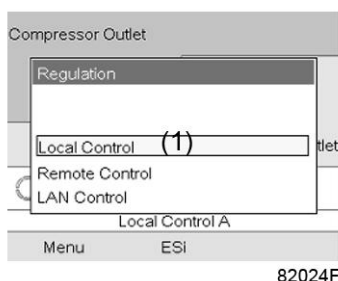 Compressor Outlet
Regulation
Local Control (1)
tlet
Remote Control
LAN Control
Local Control A
Menu ESi
82024F